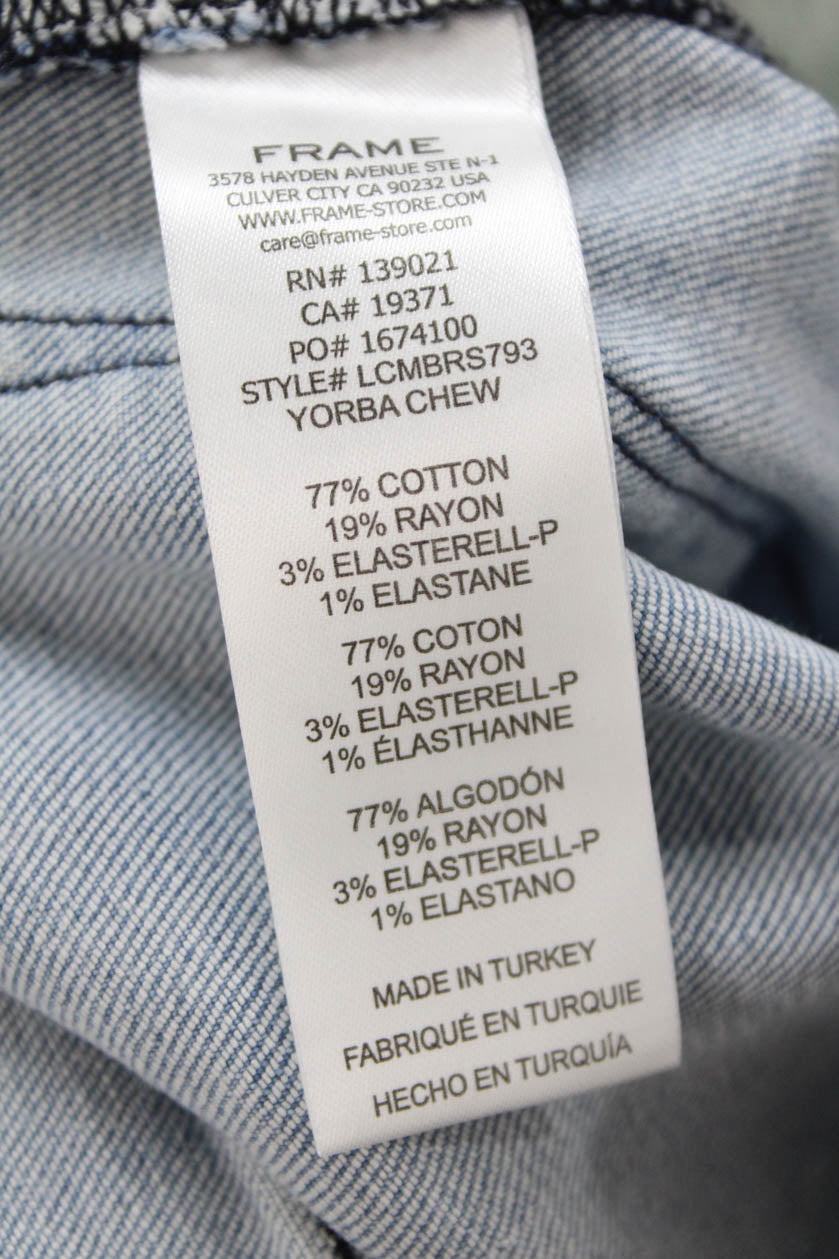 FRAME
3578 HAYDEN AVENUE STE N-1
CULVER CITY CA 90232 USA
WWW.FRAME-STORE.COM
care@frame-store.com
RN# 139021
CA# 19371
PO# 1674100
STYLE# LCMBRS793
YORBA CHEW
77% COTTON
19% RAYON
3% ELASTERELL-P
1% ELASTANE
77% COTON
19% RAYON
3% ELASTERELL-P
1% ÉLASTHANNE
77% ALGODÓN
19% RAYON
3% ELASTERELL-P
1% ELASTANO
MADE IN TURKEY
FABRIQUÉ EN TURQUIE
HECHO EN TURQUÍA